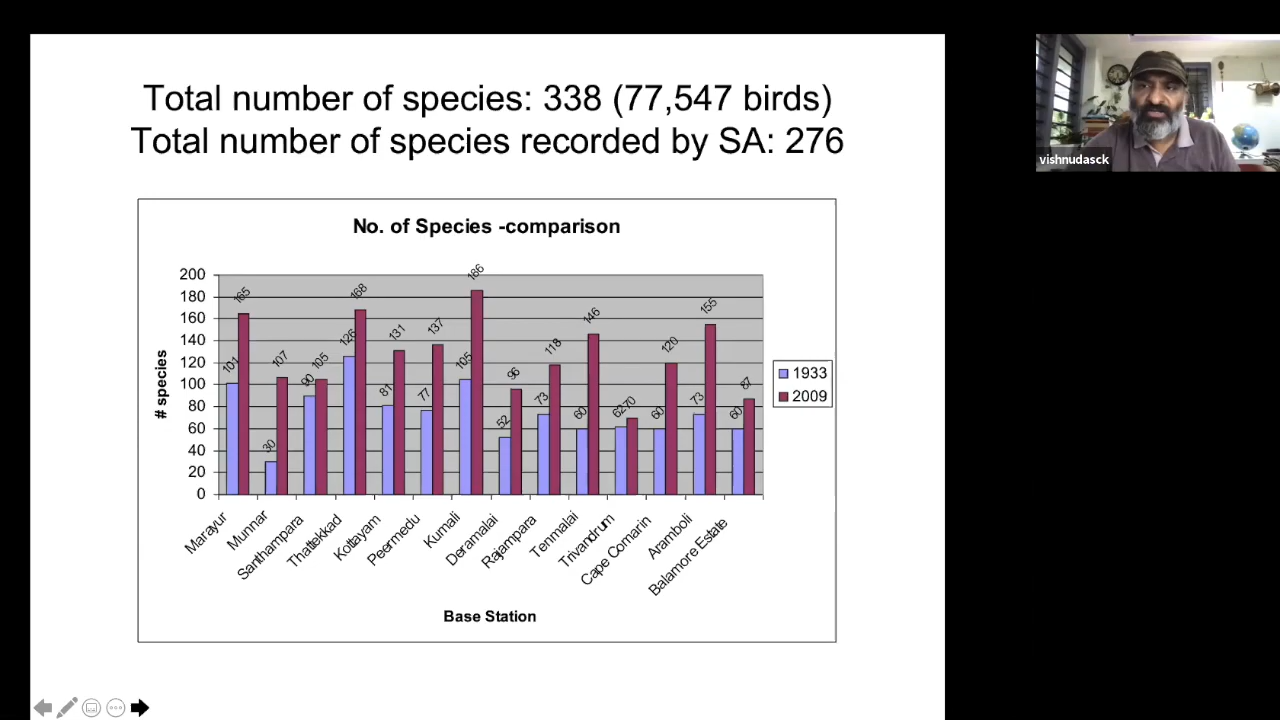 Total number of species: 338 (77,547 birds)
Total number of species recorded by SA: 276
vishnudasck
No. of Species -comparison
# species
200
180
160
140
120
100
80
60
40
20
0
101 165
30 107
90 105
126 168
81 131
77 137
105 186
52 96
73 118
60 146
62 70
60 120
73 155
60 87
1933
2009
Marayur
Munnar
Santhampara
Thattekkad
Kottayam
Peermedu
Kumali
Deramalai
Rajampara
Tenmalai
Trivandrum
Cape Comarin
Aramboli
Balamore Estate
Base Station